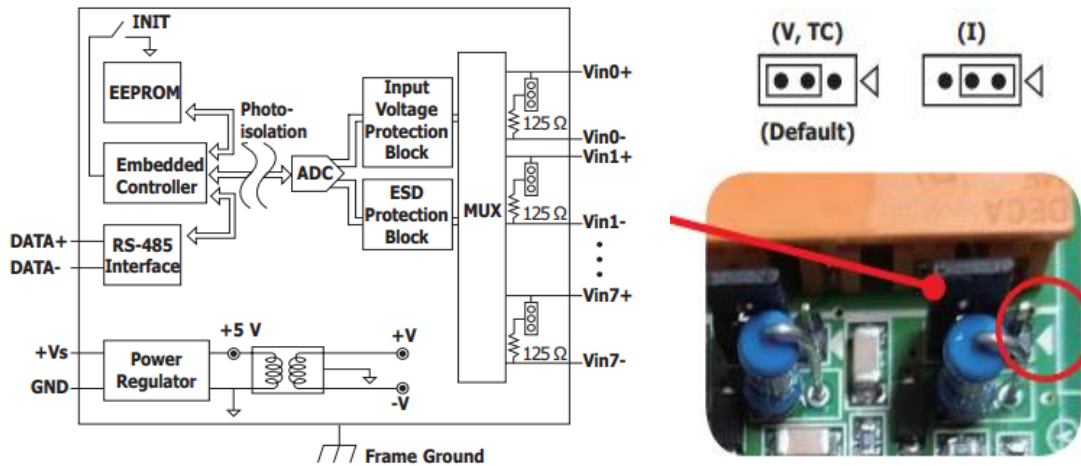 INIT
EEPROM
Photo-
isolation
Embedded
Controller
ADC
Input
Voltage
Protection
Block
ESD
Protection
Block
MUX
Vin0+
125 Ω
Vin0-
Vin1+
125 Ω
Vin1-
Vin7+
125 Ω
Vin7-
DATA+
DATA-
RS-485
Interface
+Vs
GND
Power
Regulator
+5 V
+V
-V
Frame Ground
(V, TC)
(Default)
(I)
DECA